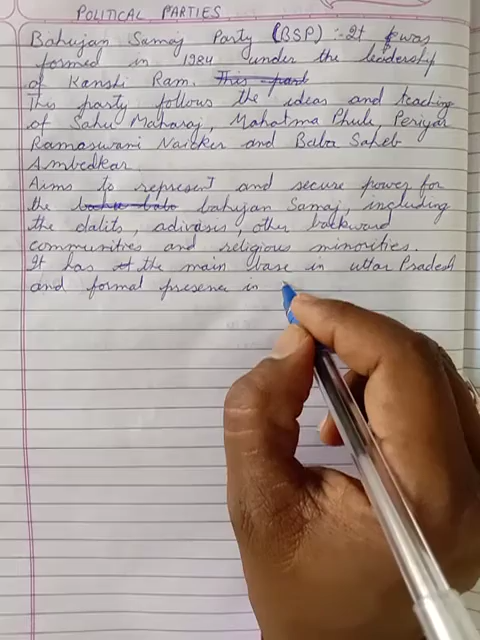 POLITICAL PARTIES
Bahujan Samaj Party (BSP) :- It was
formed in 1984 under the leadership
of Kanshi Ram. This part
This party follows the ideas and teaching
of Sahu Maharaj, Mahatma Phule, Periyar
Ramaswami Naicker and Baba Saheb
Ambedkar.
Aims to represent and secure power for
the bahujan Samaj, including
the dalits, adivasis, other backward
communities and religious minorities.
It has the main base in uttar Pradesh
and formal presence in